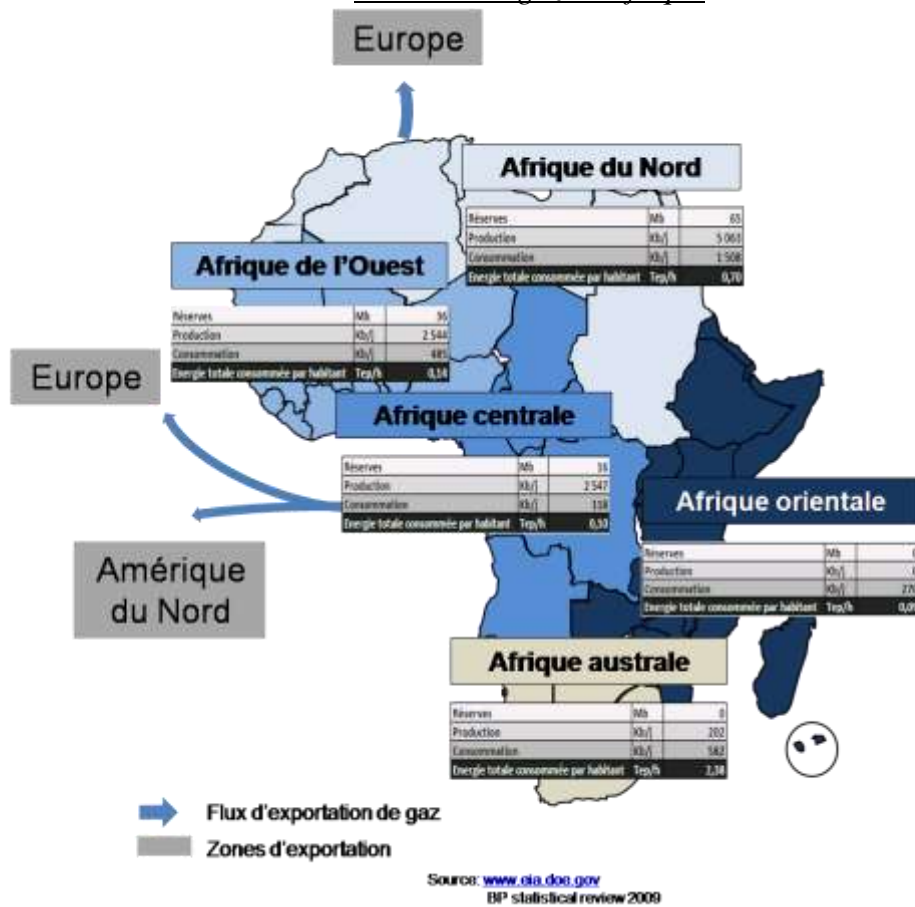 Europe
Afrique du Nord
Réserves Mb 65
Production Kb/j 5 063
Consommation Kb/j 1 508
Energie totale consommée par habitant Tep/h 0,70
Afrique de l'Ouest
Réserves Mb 36
Production Kb/j 2 544
Consommation Kb/j 485
Energie totale consommée par habitant Tep/h 0,14
Europe
Afrique centrale
Réserves Mb 16
Production Kb/j 2 547
Consommation Kb/j 118
Energie totale consommée par habitant Tep/h
Afrique orientale
Réserves Mb
Production Kb/j
Consommation Kb/j
Energie totale consommée par habitant Tep/h
Amérique
du Nord
Afrique australe
Réserves Mb 0
Production Kb/j 202
Consommation Kb/j 582
Energie totale consommée par habitant Tep/h 2,38
Flux d'exportation de gaz
Zones d'exportation
Source: www.eia.doe.gov
BP statistical review 2009